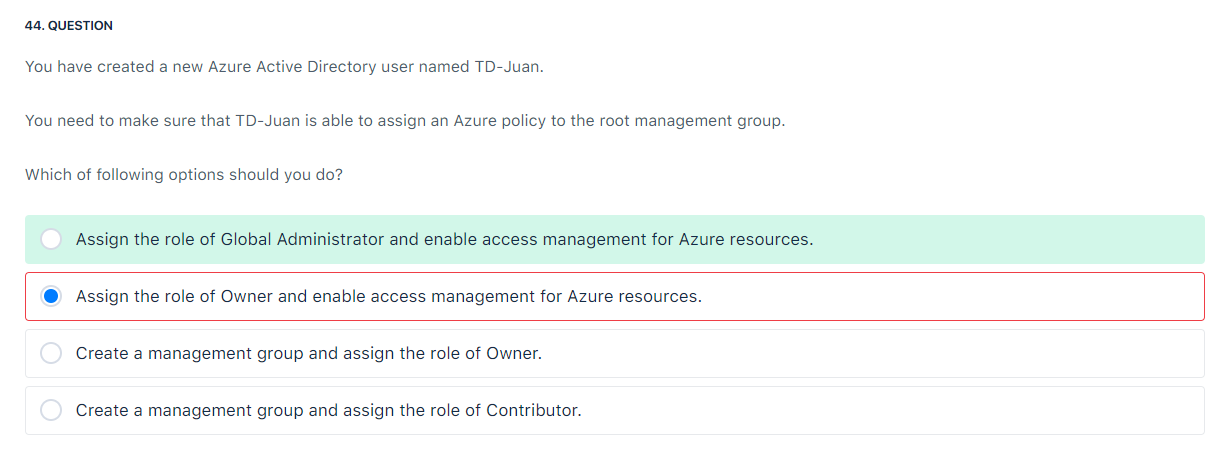 44. QUESTION
You have created a new Azure Active Directory user named TD-Juan.
You need to make sure that TD-Juan is able to assign an Azure policy to the root management group.
Which of following options should you do?
Assign the role of Global Administrator and enable access management for Azure resources.
Assign the role of Owner and enable access management for Azure resources.
Create a management group and assign the role of Owner.
Create a management group and assign the role of Contributor.